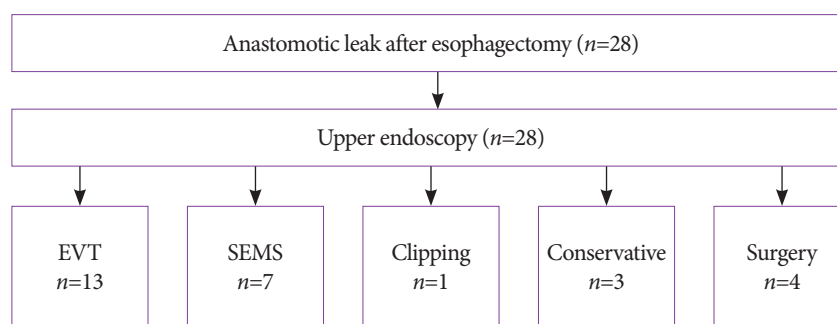 Anastomotic leak after esophagectomy (n=28)
Upper endoscopy (n=28)
EVT
n=13
SEMS
n=7
Clipping
n=1
Conservative
n=3
Surgery
n=4